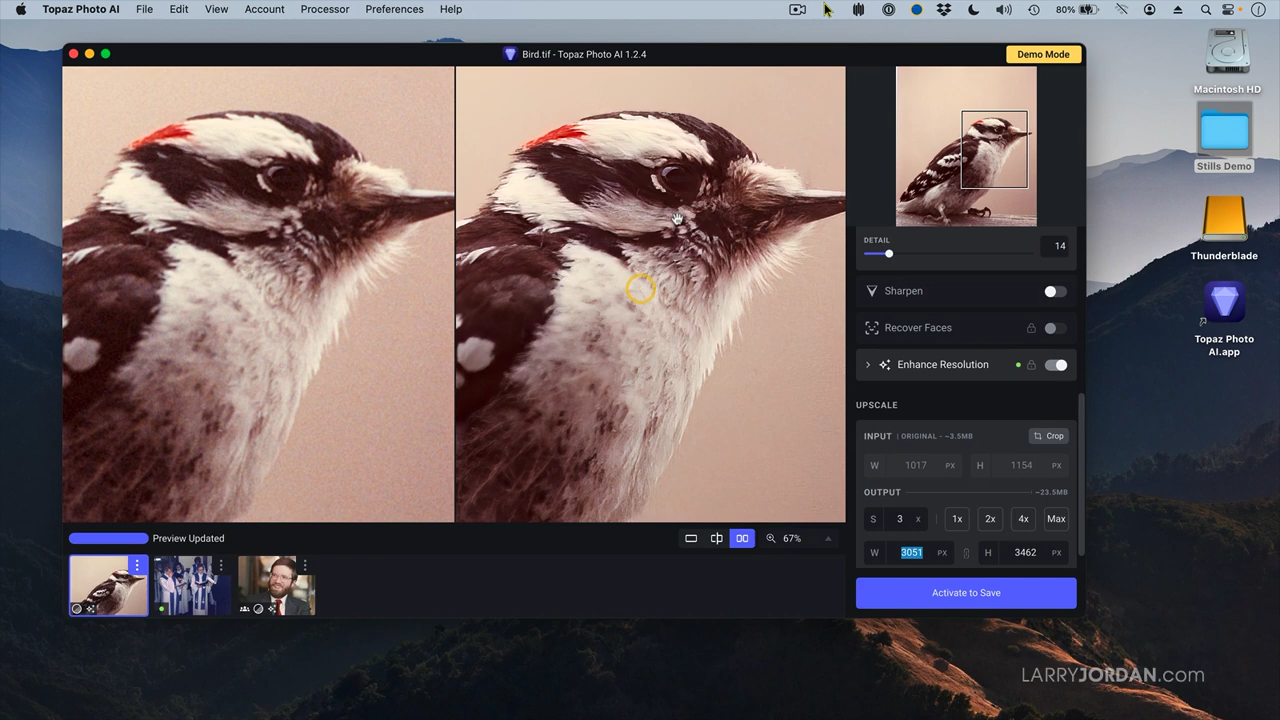 Topaz Photo AI File Edit View Account Processor Preferences Help 80%
Bird.tif - Topaz Photo AI 1.2.4
Demo Mode
Macintosh HD
Stills Demo
Thunderblade
Topaz Photo
AI.app
DETAIL 14
Sharpen
Recover Faces
Enhance Resolution
UPSCALE
INPUT | ORIGINAL - ~3.5MB Crop
W 1017 PX H 1154 PX
OUTPUT ~23.5MB
S 3 x 1x 2x 4x Max
W 3051 PX H 3462 PX
Preview Updated 67%
Activate to Save
LARRYJORDAN.com